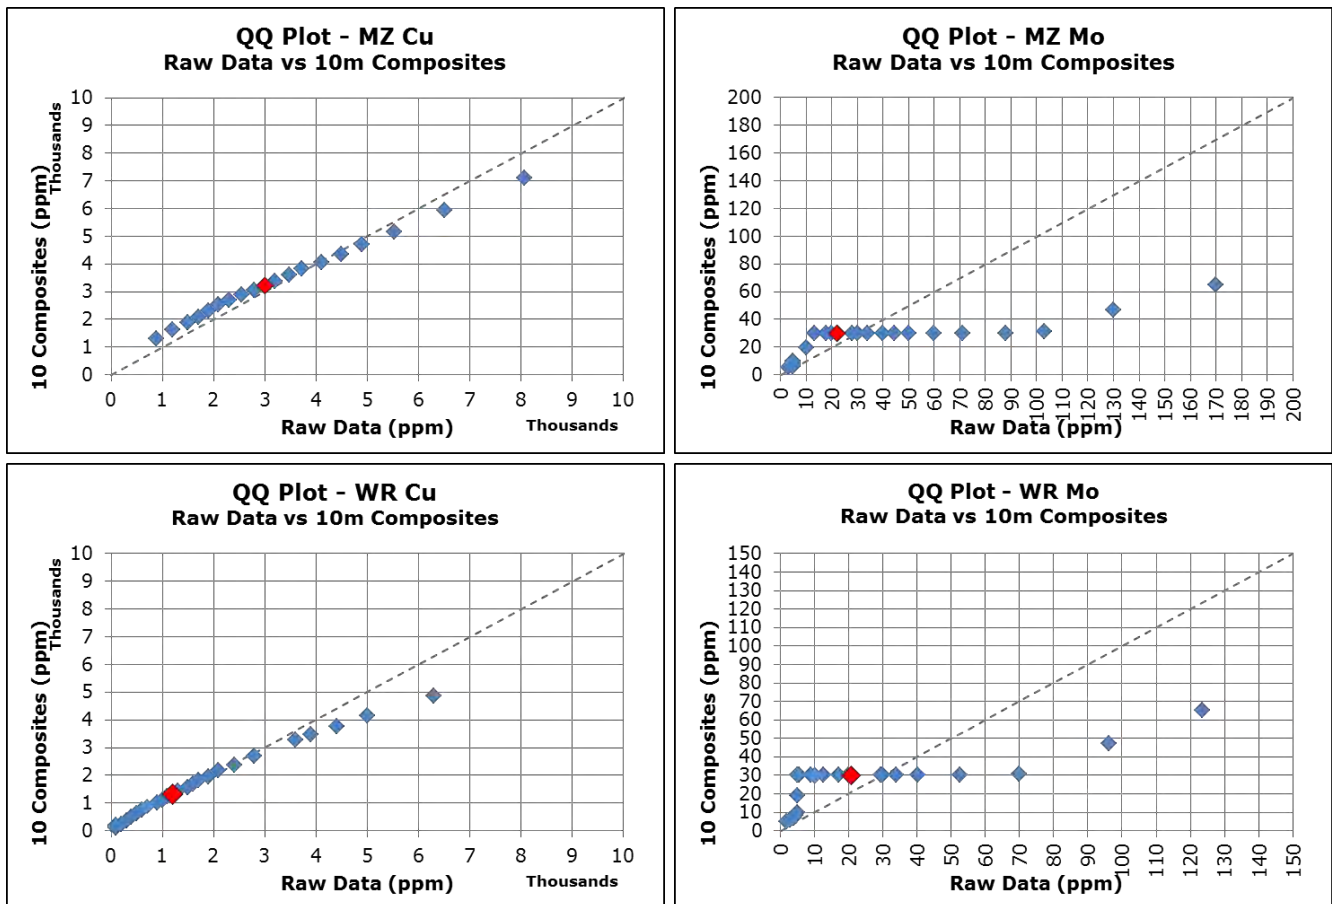 QQ Plot - MZ Cu
Raw Data vs 10m Composites
10 Composites (ppm)
Thousands
10
9
8
7
6
5
4
3
2
1
0
0 1 2 3 4 5 6 7 8 9 10
Raw Data (ppm)
Thousands
QQ Plot - MZ Mo
Raw Data vs 10m Composites
10 Composites (ppm)
200
180
160
140
120
100
80
60
40
20
0
0 10 20 30 40 50 60 70 80 90 100 110 120 130 140 150 160 170 180 190 200
Raw Data (ppm)
QQ Plot - WR Cu
Raw Data vs 10m Composites
10 Composites (ppm)
Thousands
10
9
8
7
6
5
4
3
2
1
0
0 1 2 3 4 5 6 7 8 9 10
Raw Data (ppm)
Thousands
QQ Plot - WR Mo
Raw Data vs 10m Composites
10 Composites (ppm)
150
140
130
120
110
100
90
80
70
60
50
40
30
20
10
0
0 10 20 30 40 50 60 70 80 90 100 110 120 130 140 150
Raw Data (ppm)